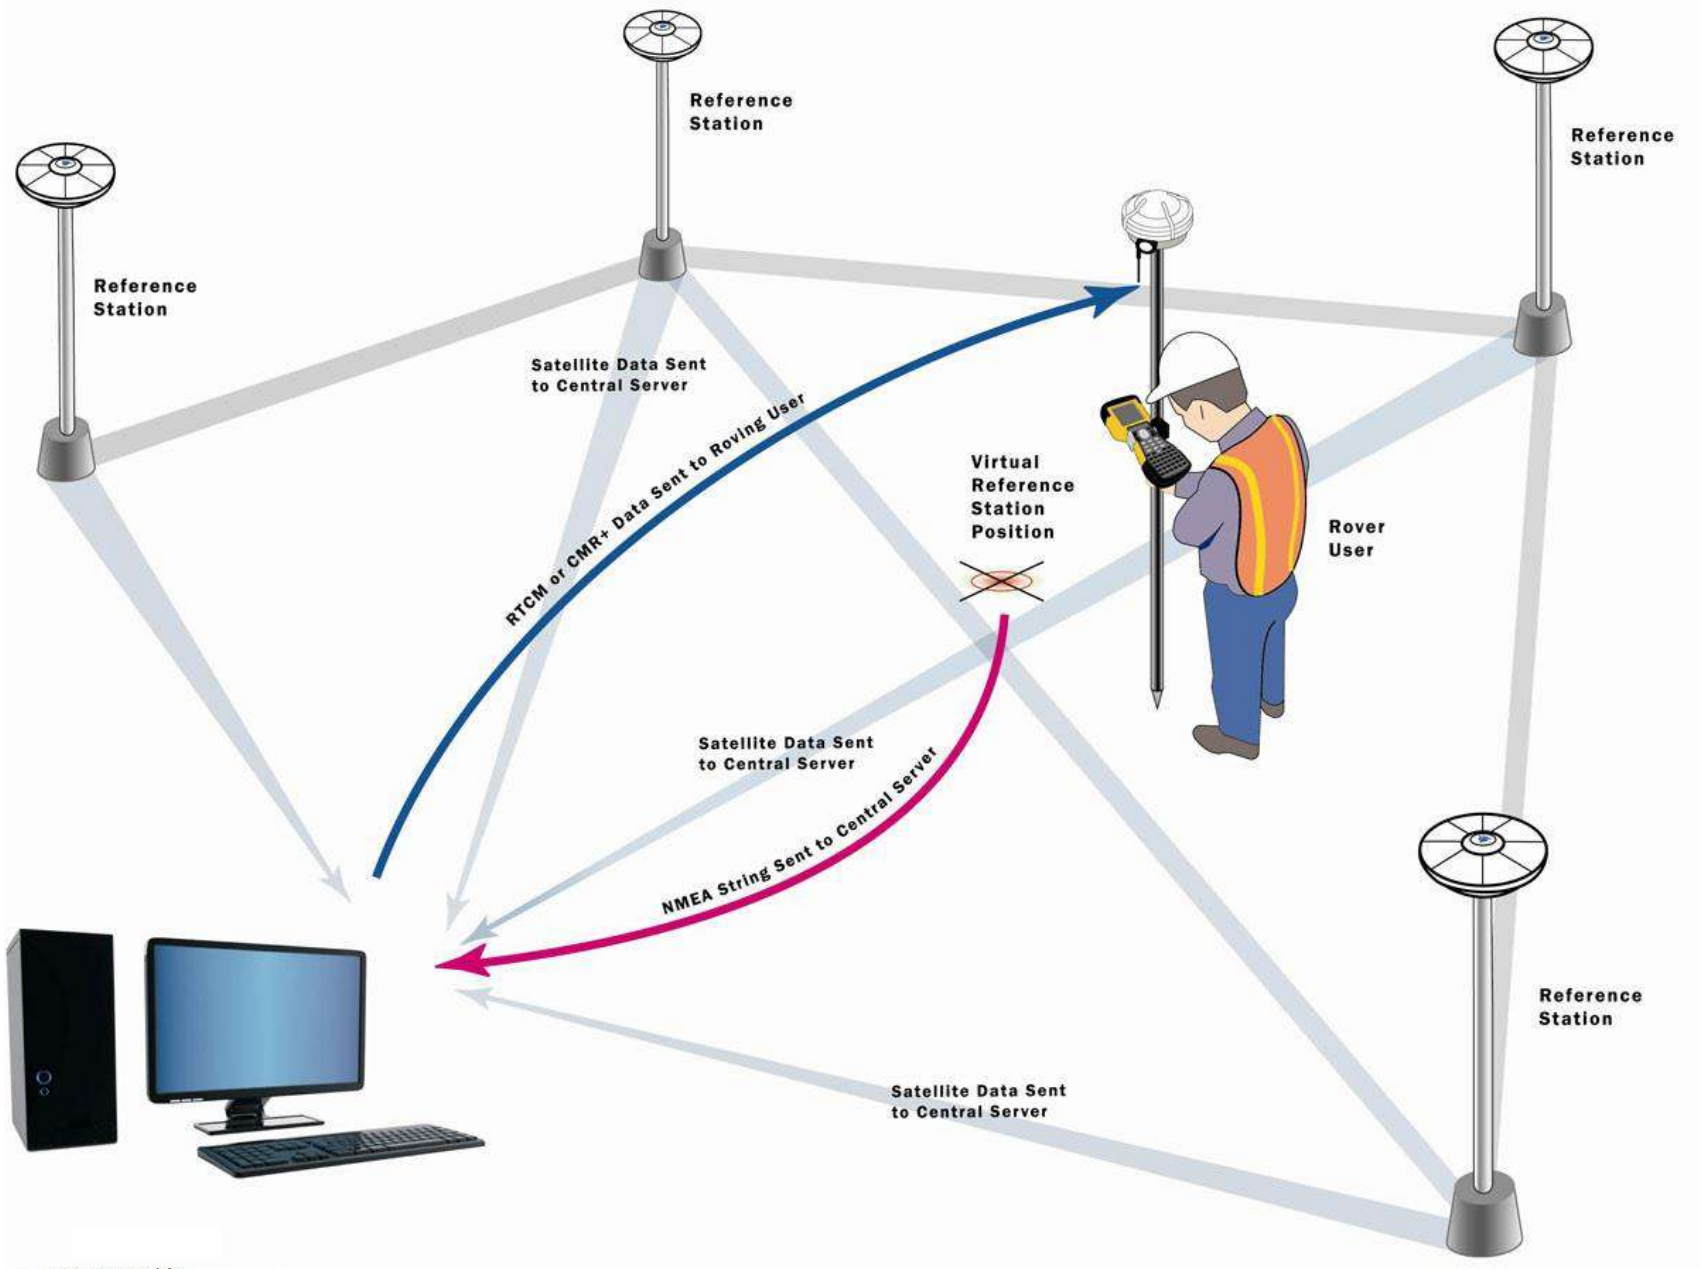 Reference
Station
Reference
Station
Reference
Station
Satellite Data Sent
to Central Server
RTCM or CMR+ Data Sent to Roving User
Virtual
Reference
Station
Position
Rover
User
Satellite Data Sent
to Central Server
NMEA String Sent to Central Server
Reference
Station
Satellite Data Sent
to Central Server